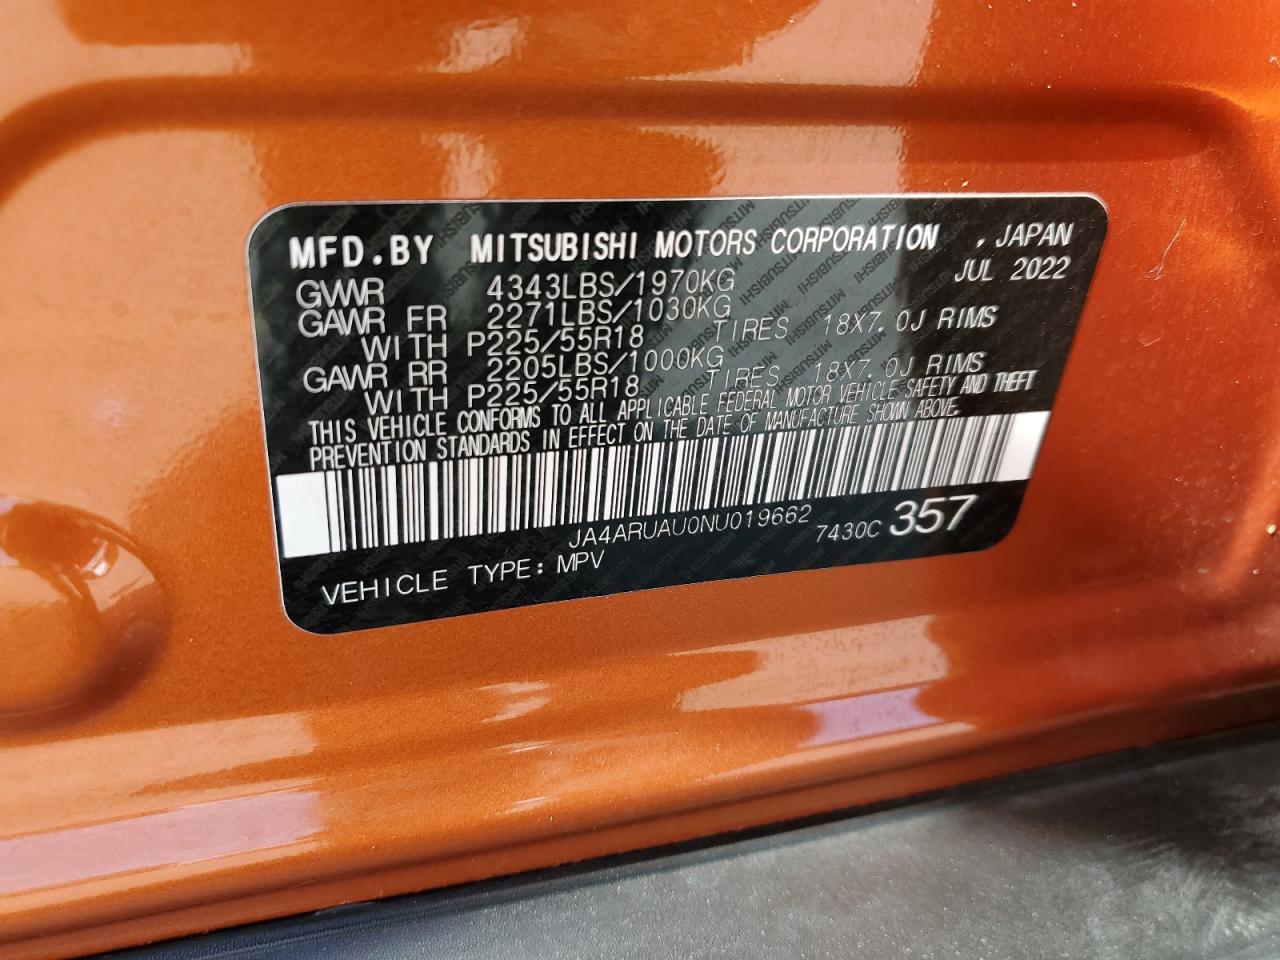 MFD.BY MITSUBISHI MOTORS CORPORATION , JAPAN
JUL 2022
GVWR 4343LBS/1970KG
GAWR FR 2271LBS/1030KG
WITH P225/55R18 TIRES 18X7.0J RIMS
GAWR RR 2205LBS/1000KG
WITH P225/55R18 TIRES 18X7.0J RIMS
THIS VEHICLE CONFORMS TO ALL APPLICABLE FEDERAL MOTOR VEHICLE SAFETY AND THEFT
PREVENTION STANDARDS IN EFFECT ON THE DATE OF MANUFACTURE SHOWN ABOVE.
JA4ARUAU0NU019662 7430C 357
VEHICLE TYPE: MPV